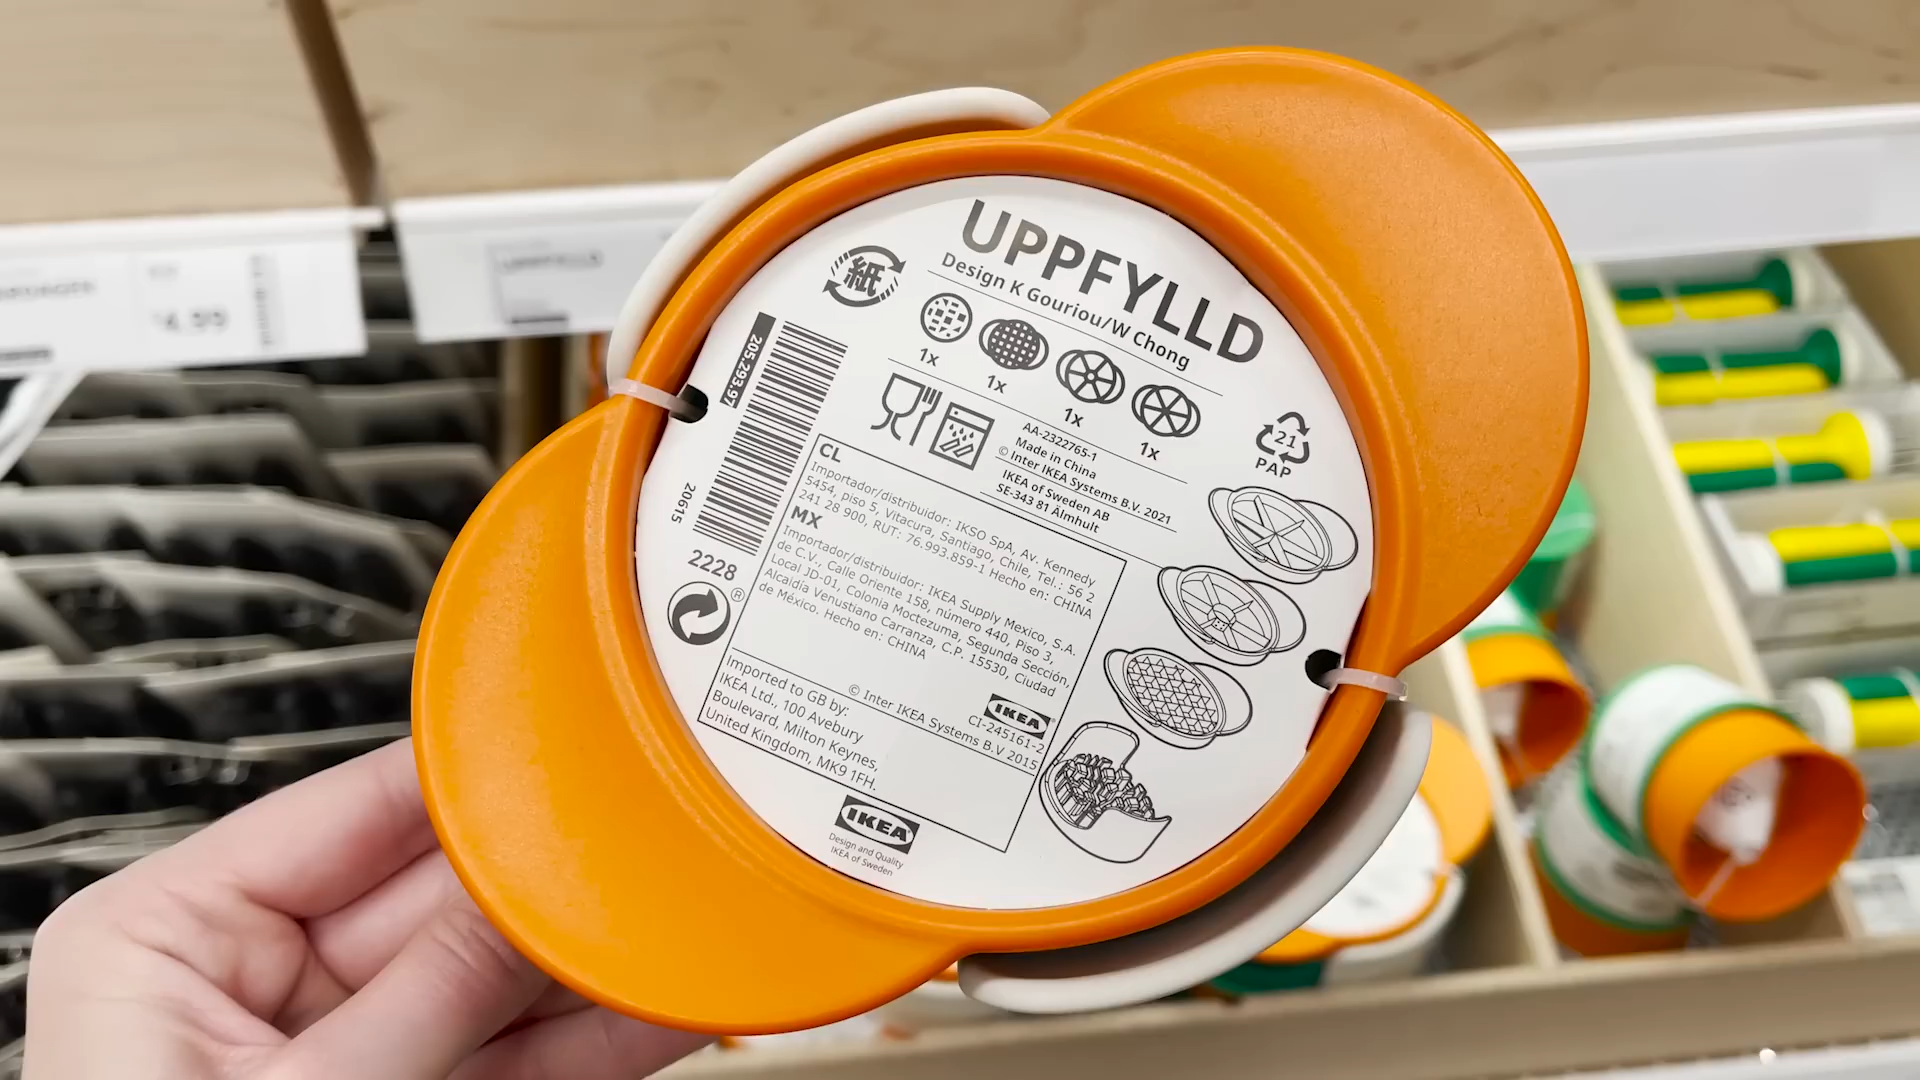 UPPFYLLD
Design K Gouriou/W Chong
紙
1x
1x
1x
1x
205.293.97
20615
2228
®
AA-2322765-1
Made in China
© Inter IKEA Systems B.V. 2021
IKEA of Sweden AB
SE-343 81 Älmhult
21
PAP
CL
Importador/distribuidor: IKSO SpA, Av. Kennedy
5454, piso 5, Vitacura, Santiago, Chile, Tel.: 56 2
241 28 900, RUT: 76.993.859-1 Hecho en: CHINA
MX
Importador/distribuidor: IKEA Supply Mexico, S.A.
de C.V., Calle Oriente 158, número 440, Piso 3,
Local JD-01, Colonia Moctezuma, Segunda Sección,
Alcaidía Venustiano Carranza, C.P. 15530, Ciudad
de México. Hecho en: CHINA
IKEA®
CI-245161-2
© Inter IKEA Systems B.V 2015
Imported to GB by:
IKEA Ltd., 100 Avebury
Boulevard, Milton Keynes,
United Kingdom, MK9 1FH.
IKEA
Design and Quality
IKEA of Sweden
UPPFYLLD
4.99